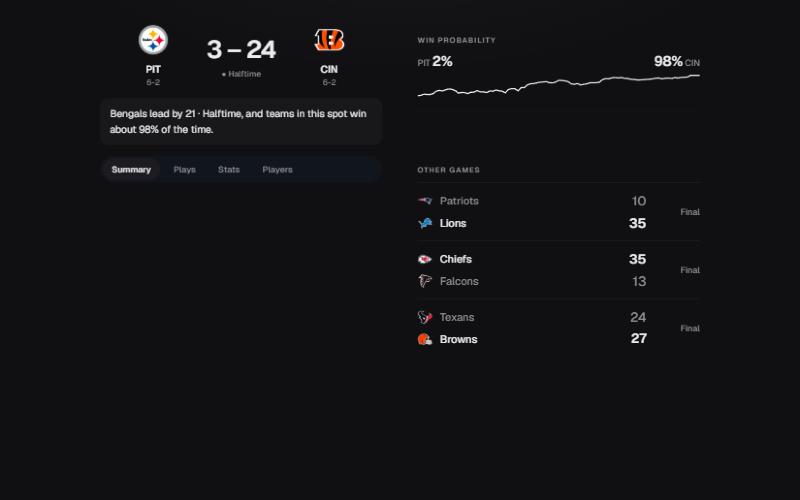 3 – 24
• Halftime
PIT
6-2
CIN
6-2
Bengals lead by 21 · Halftime, and teams in this spot win
about 98% of the time.
Summary Plays Stats Players
WIN PROBABILITY
PIT 2% 98% CIN
OTHER GAMES
Patriots 10
Lions 35
Final
Chiefs 35
Falcons 13
Final
Texans 24
Browns 27
Final